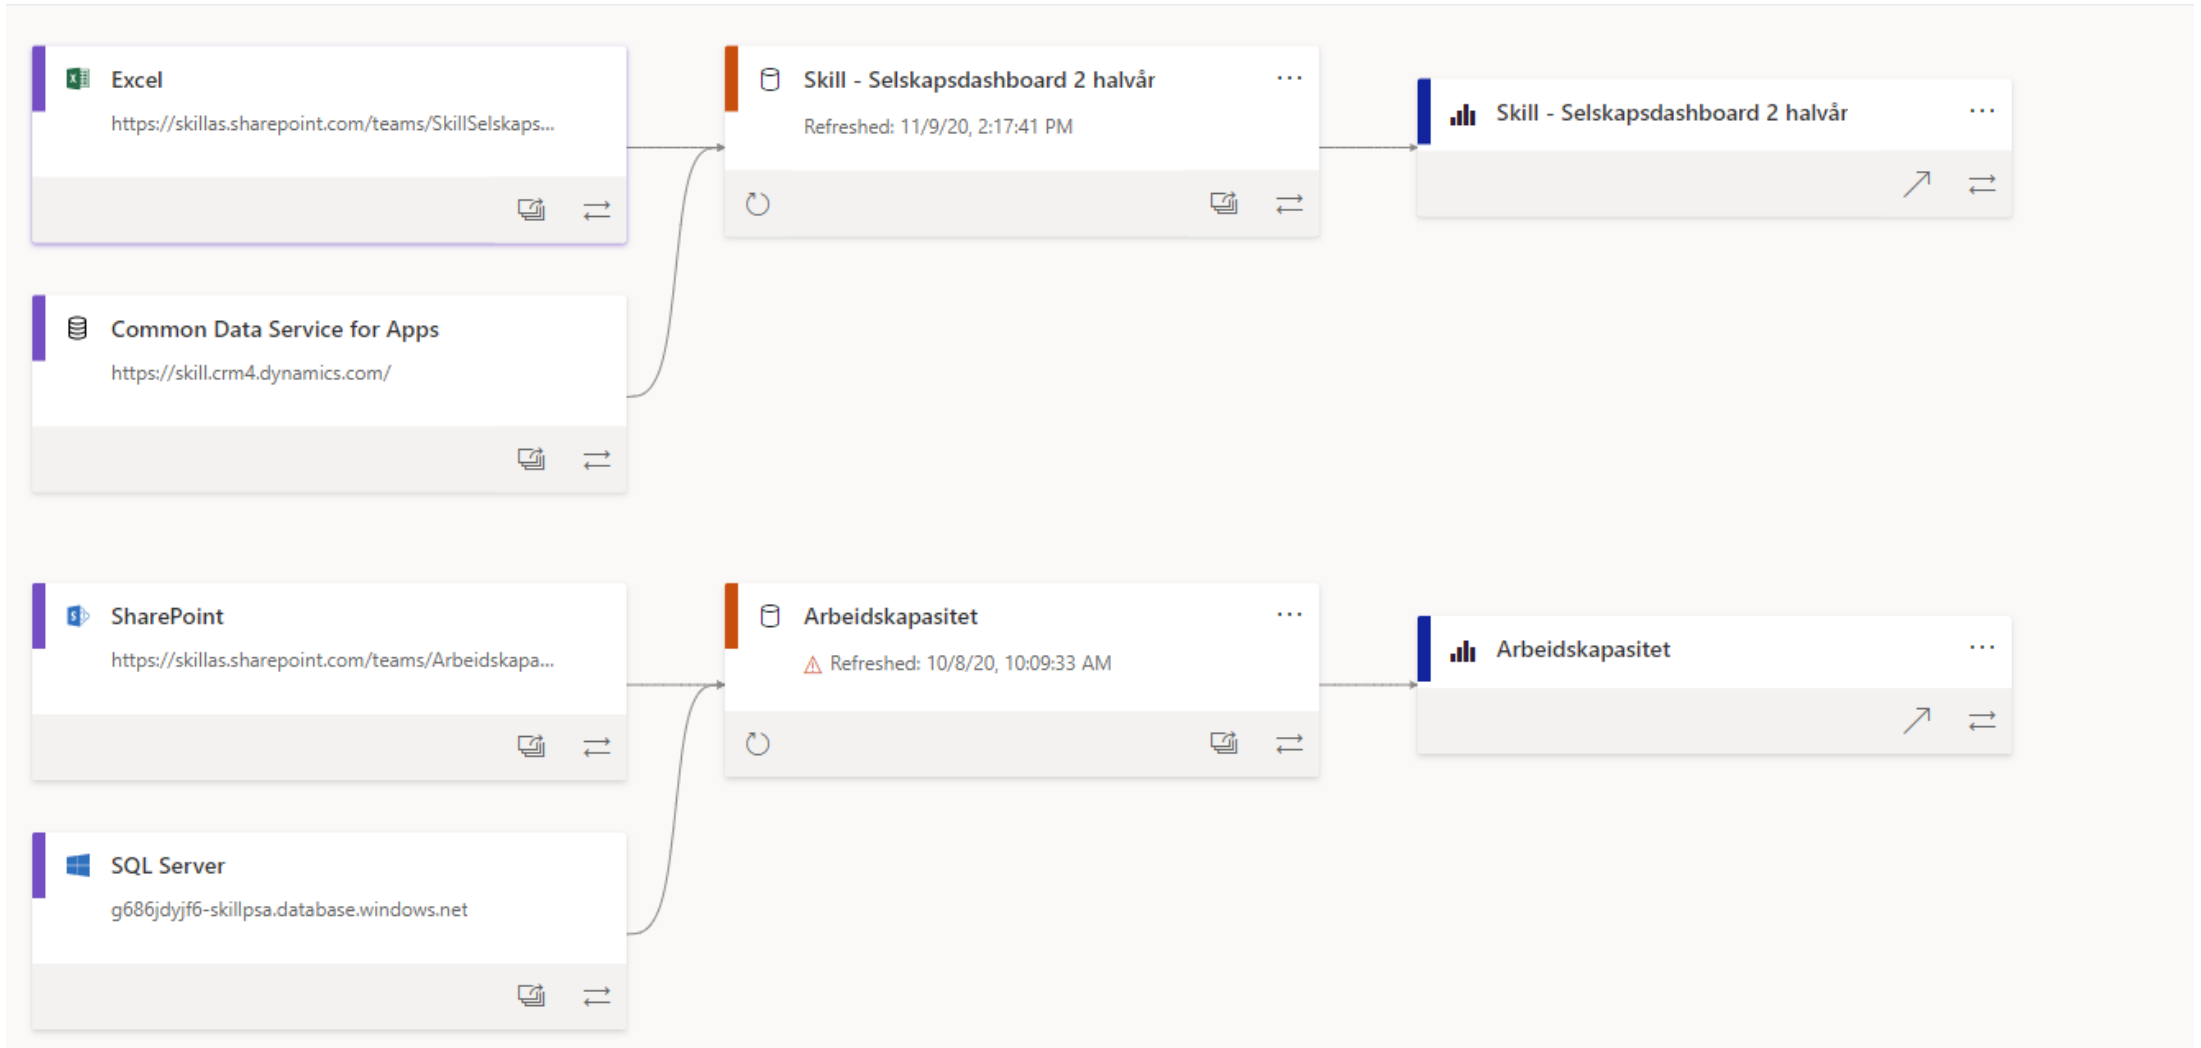 Excel
https://skillas.sharepoint.com/teams/SkillSelskaps...
Common Data Service for Apps
https://skill.crm4.dynamics.com/
Skill - Selskapsdashboard 2 halvår
Refreshed: 11/9/20, 2:17:41 PM
Skill - Selskapsdashboard 2 halvår
SharePoint
https://skillas.sharepoint.com/teams/Arbeidskapa...
SQL Server
g686jdyjf6-skillpsa.database.windows.net
Arbeidskapasitet
Refreshed: 10/8/20, 10:09:33 AM
Arbeidskapasitet